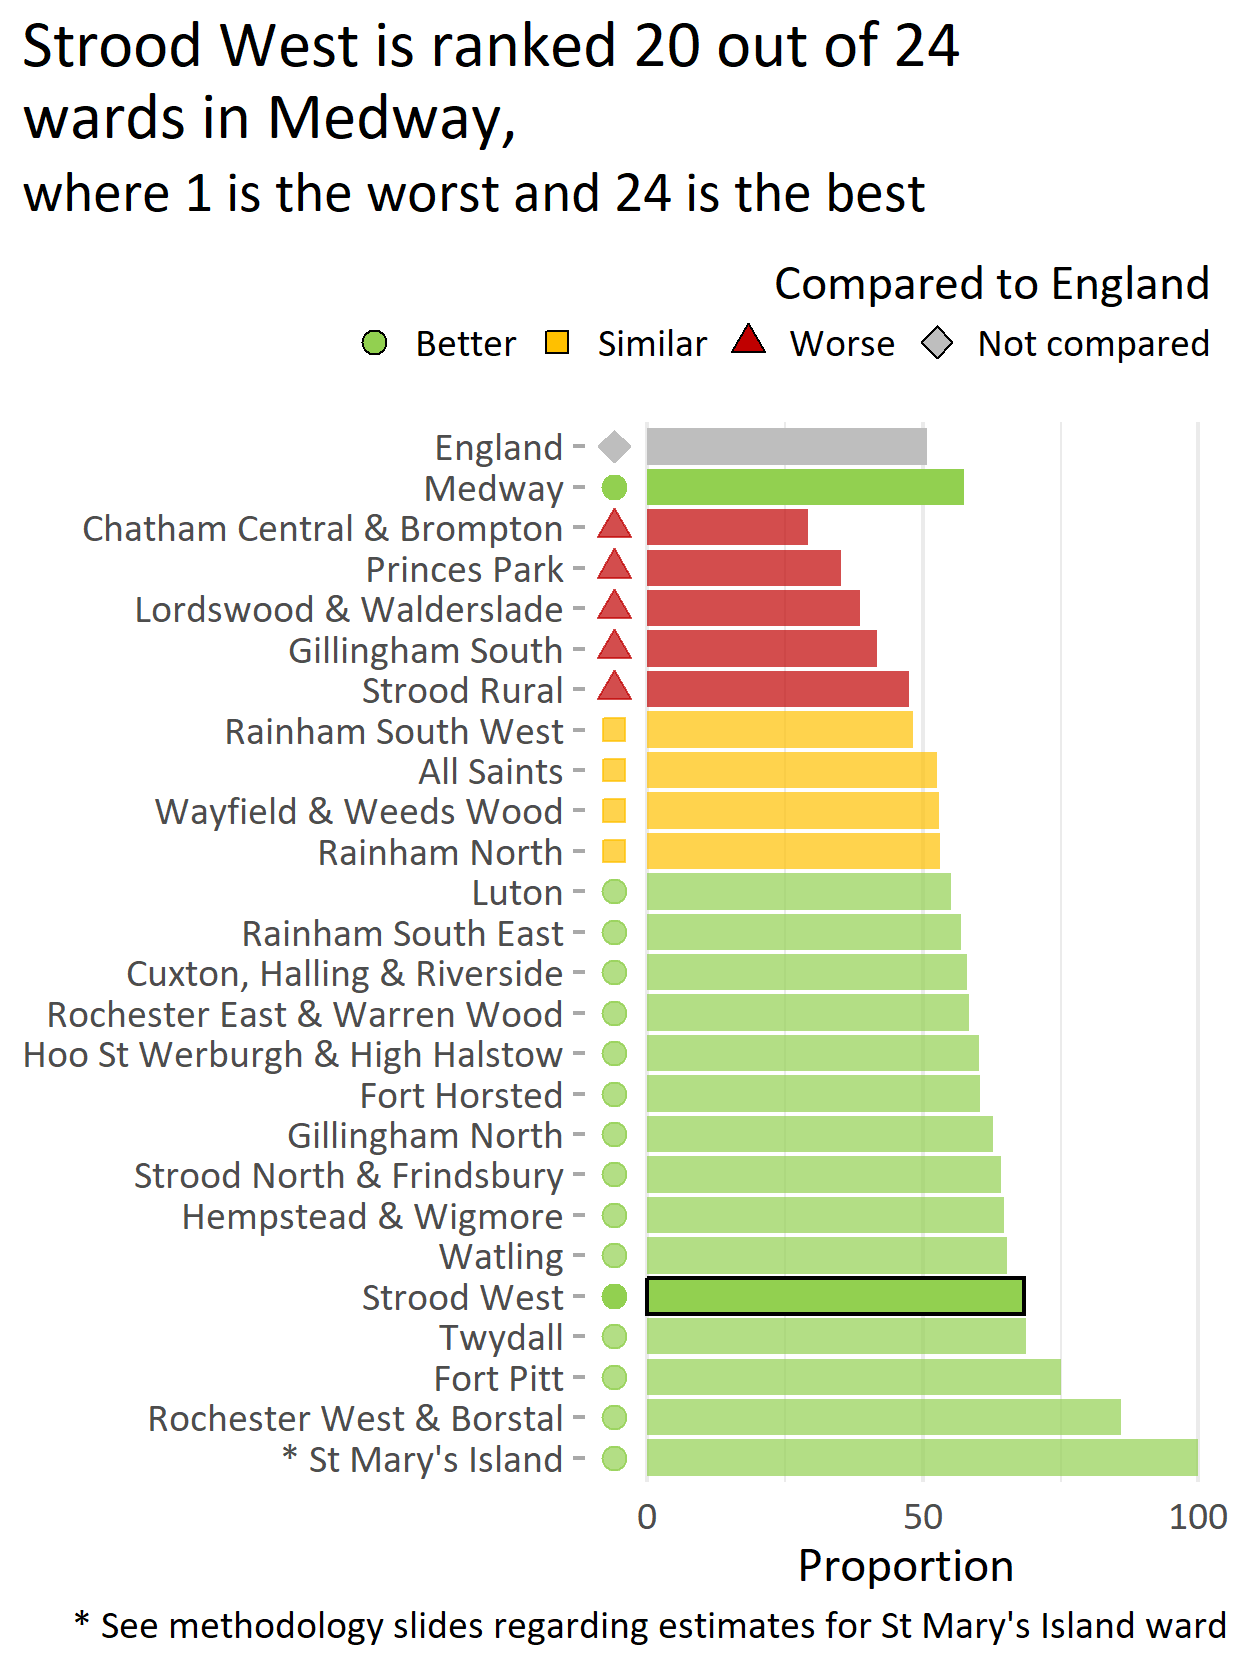 Strood West is ranked 20 out of 24
wards in Medway,
where 1 is the worst and 24 is the best
Compared to England
Better Similar Worse Not compared
England
Medway
Chatham Central & Brompton
Princes Park
Lordswood & Walderslade
Gillingham South
Strood Rural
Rainham South West
All Saints
Wayfield & Weeds Wood
Rainham North
Luton
Rainham South East
Cuxton, Halling & Riverside
Rochester East & Warren Wood
Hoo St Werburgh & High Halstow
Fort Horsted
Gillingham North
Strood North & Frindsbury
Hempstead & Wigmore
Watling
Strood West
Twydall
Fort Pitt
Rochester West & Borstal
* St Mary's Island
0 50 100
Proportion
* See methodology slides regarding estimates for St Mary's Island ward